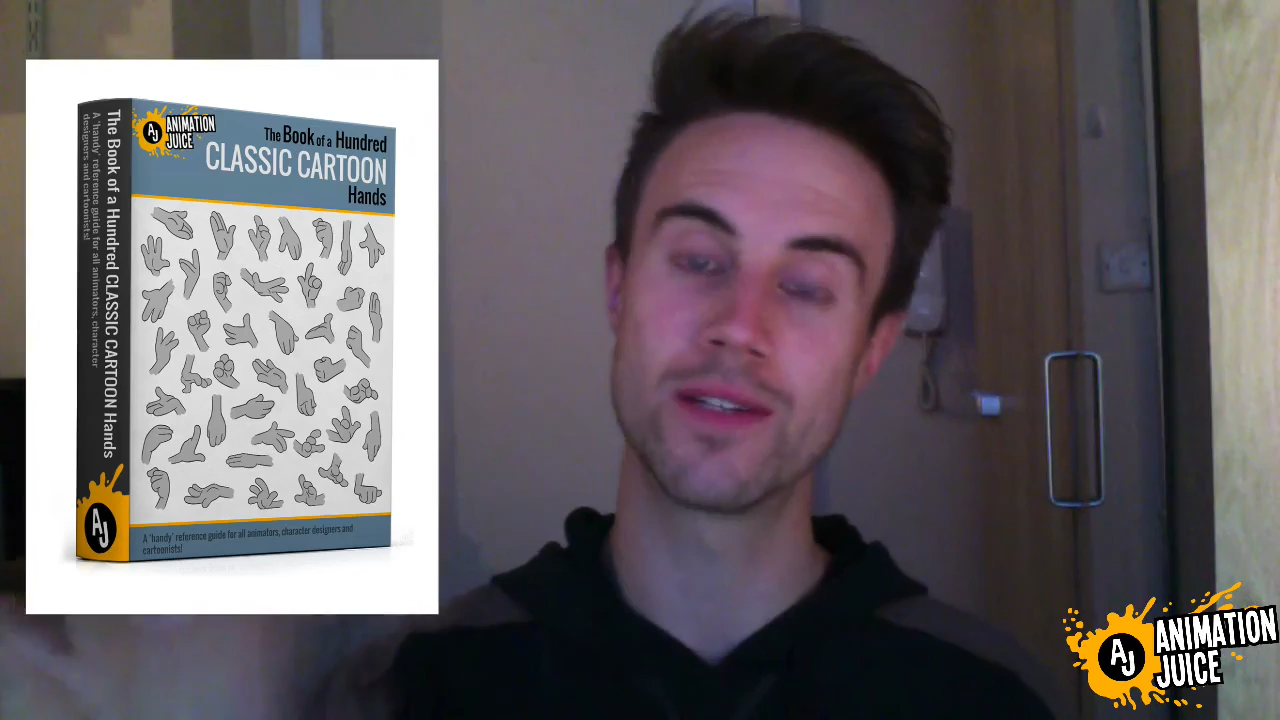 The Book of a Hundred CLASSIC CARTOON Hands
A 'handy' reference guide for all animators, character
designers and cartoonists!
AJ
AJ
ANIMATION
JUICE
The Book of a Hundred
CLASSIC CARTOON
Hands
A 'handy' reference guide for all animators, character designers and
cartoonists!
AJ
ANIMATION
JUICE